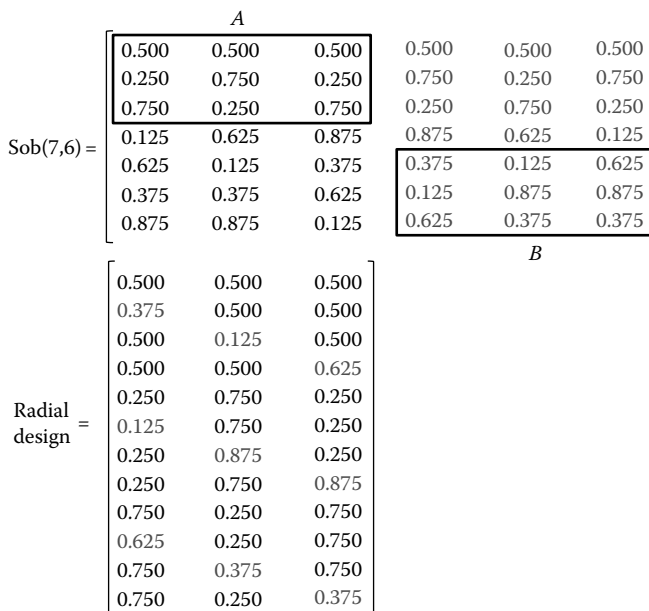 A
0.500 0.500 0.500 0.500 0.500 0.500
0.250 0.750 0.250 0.750 0.250 0.750
0.750 0.250 0.750 0.250 0.750 0.250
0.125 0.625 0.875 0.875 0.625 0.125
Sob(7,6) = 0.625 0.125 0.375 0.375 0.125 0.625
0.375 0.375 0.625 0.125 0.875 0.875
0.875 0.875 0.125 0.625 0.375 0.375
B
0.500 0.500 0.500
0.375 0.500 0.500
0.500 0.125 0.500
0.500 0.500 0.625
0.250 0.750 0.250
Radial
design = 0.125 0.750 0.250
0.250 0.875 0.250
0.250 0.750 0.875
0.750 0.250 0.750
0.625 0.250 0.750
0.750 0.375 0.750
0.750 0.250 0.375